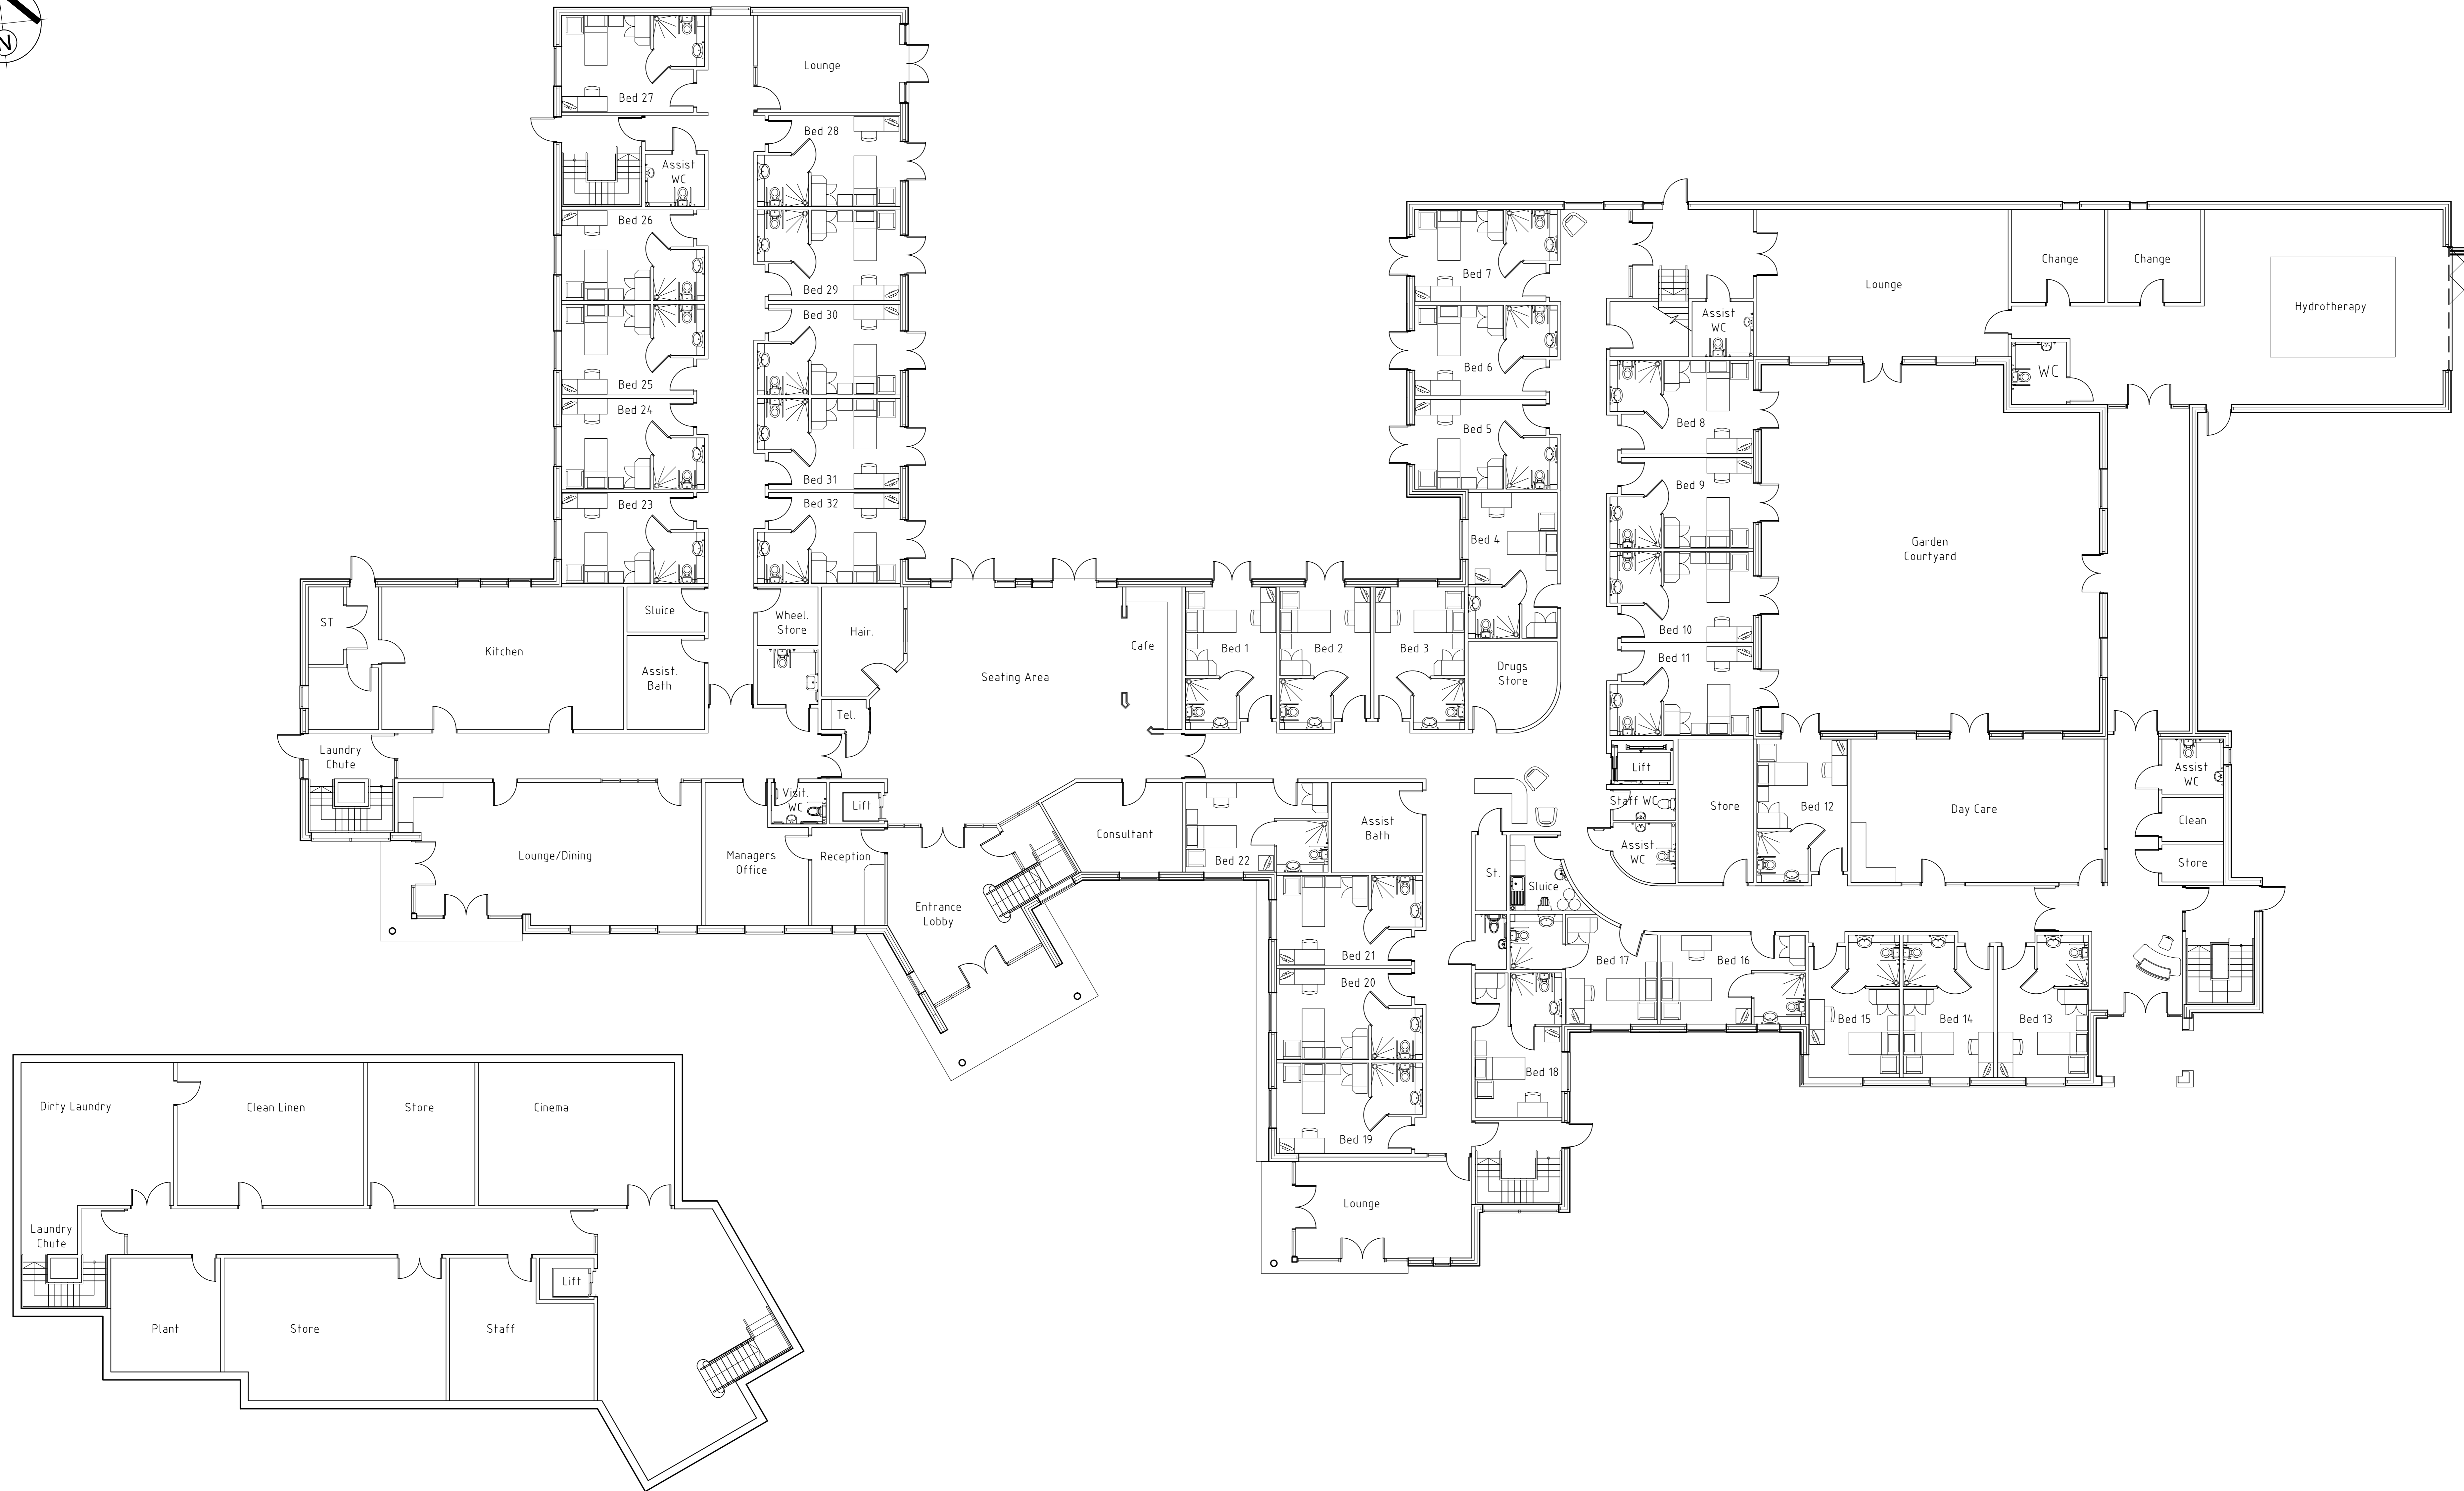 N
Lounge
Bed 27
Bed 28
Assist
WC
Bed 26
Bed 29
Bed 30
Bed 25
Bed 24
Bed 31
Bed 23
Bed 32
Bed 7
Lounge
Change
Change
Hydrotherapy
Assist
WC
Bed 6
WC
Bed 5
Bed 8
Bed 9
Bed 4
Garden
Courtyard
Bed 10
Bed 11
ST
Kitchen
Sluice
Assist.
Bath
Wheel.
Store
Hair.
Tel.
Seating Area
Cafe
Bed 1
Bed 2
Bed 3
Drugs
Store
Laundry
Chute
Lounge/Dining
Managers
Office
Visit.
WC
Lift
Reception
Entrance
Lobby
Consultant
Bed 22
Assist
Bath
St.
Sluice
Lift
Staff WC
Assist
WC
Store
Bed 12
Day Care
Assist
WC
Clean
Store
Bed 21
Bed 20
Bed 19
Bed 17
Bed 16
Bed 18
Bed 15
Bed 14
Bed 13
Lounge
Dirty Laundry
Clean Linen
Store
Cinema
Laundry
Chute
Lift
Plant
Store
Staff